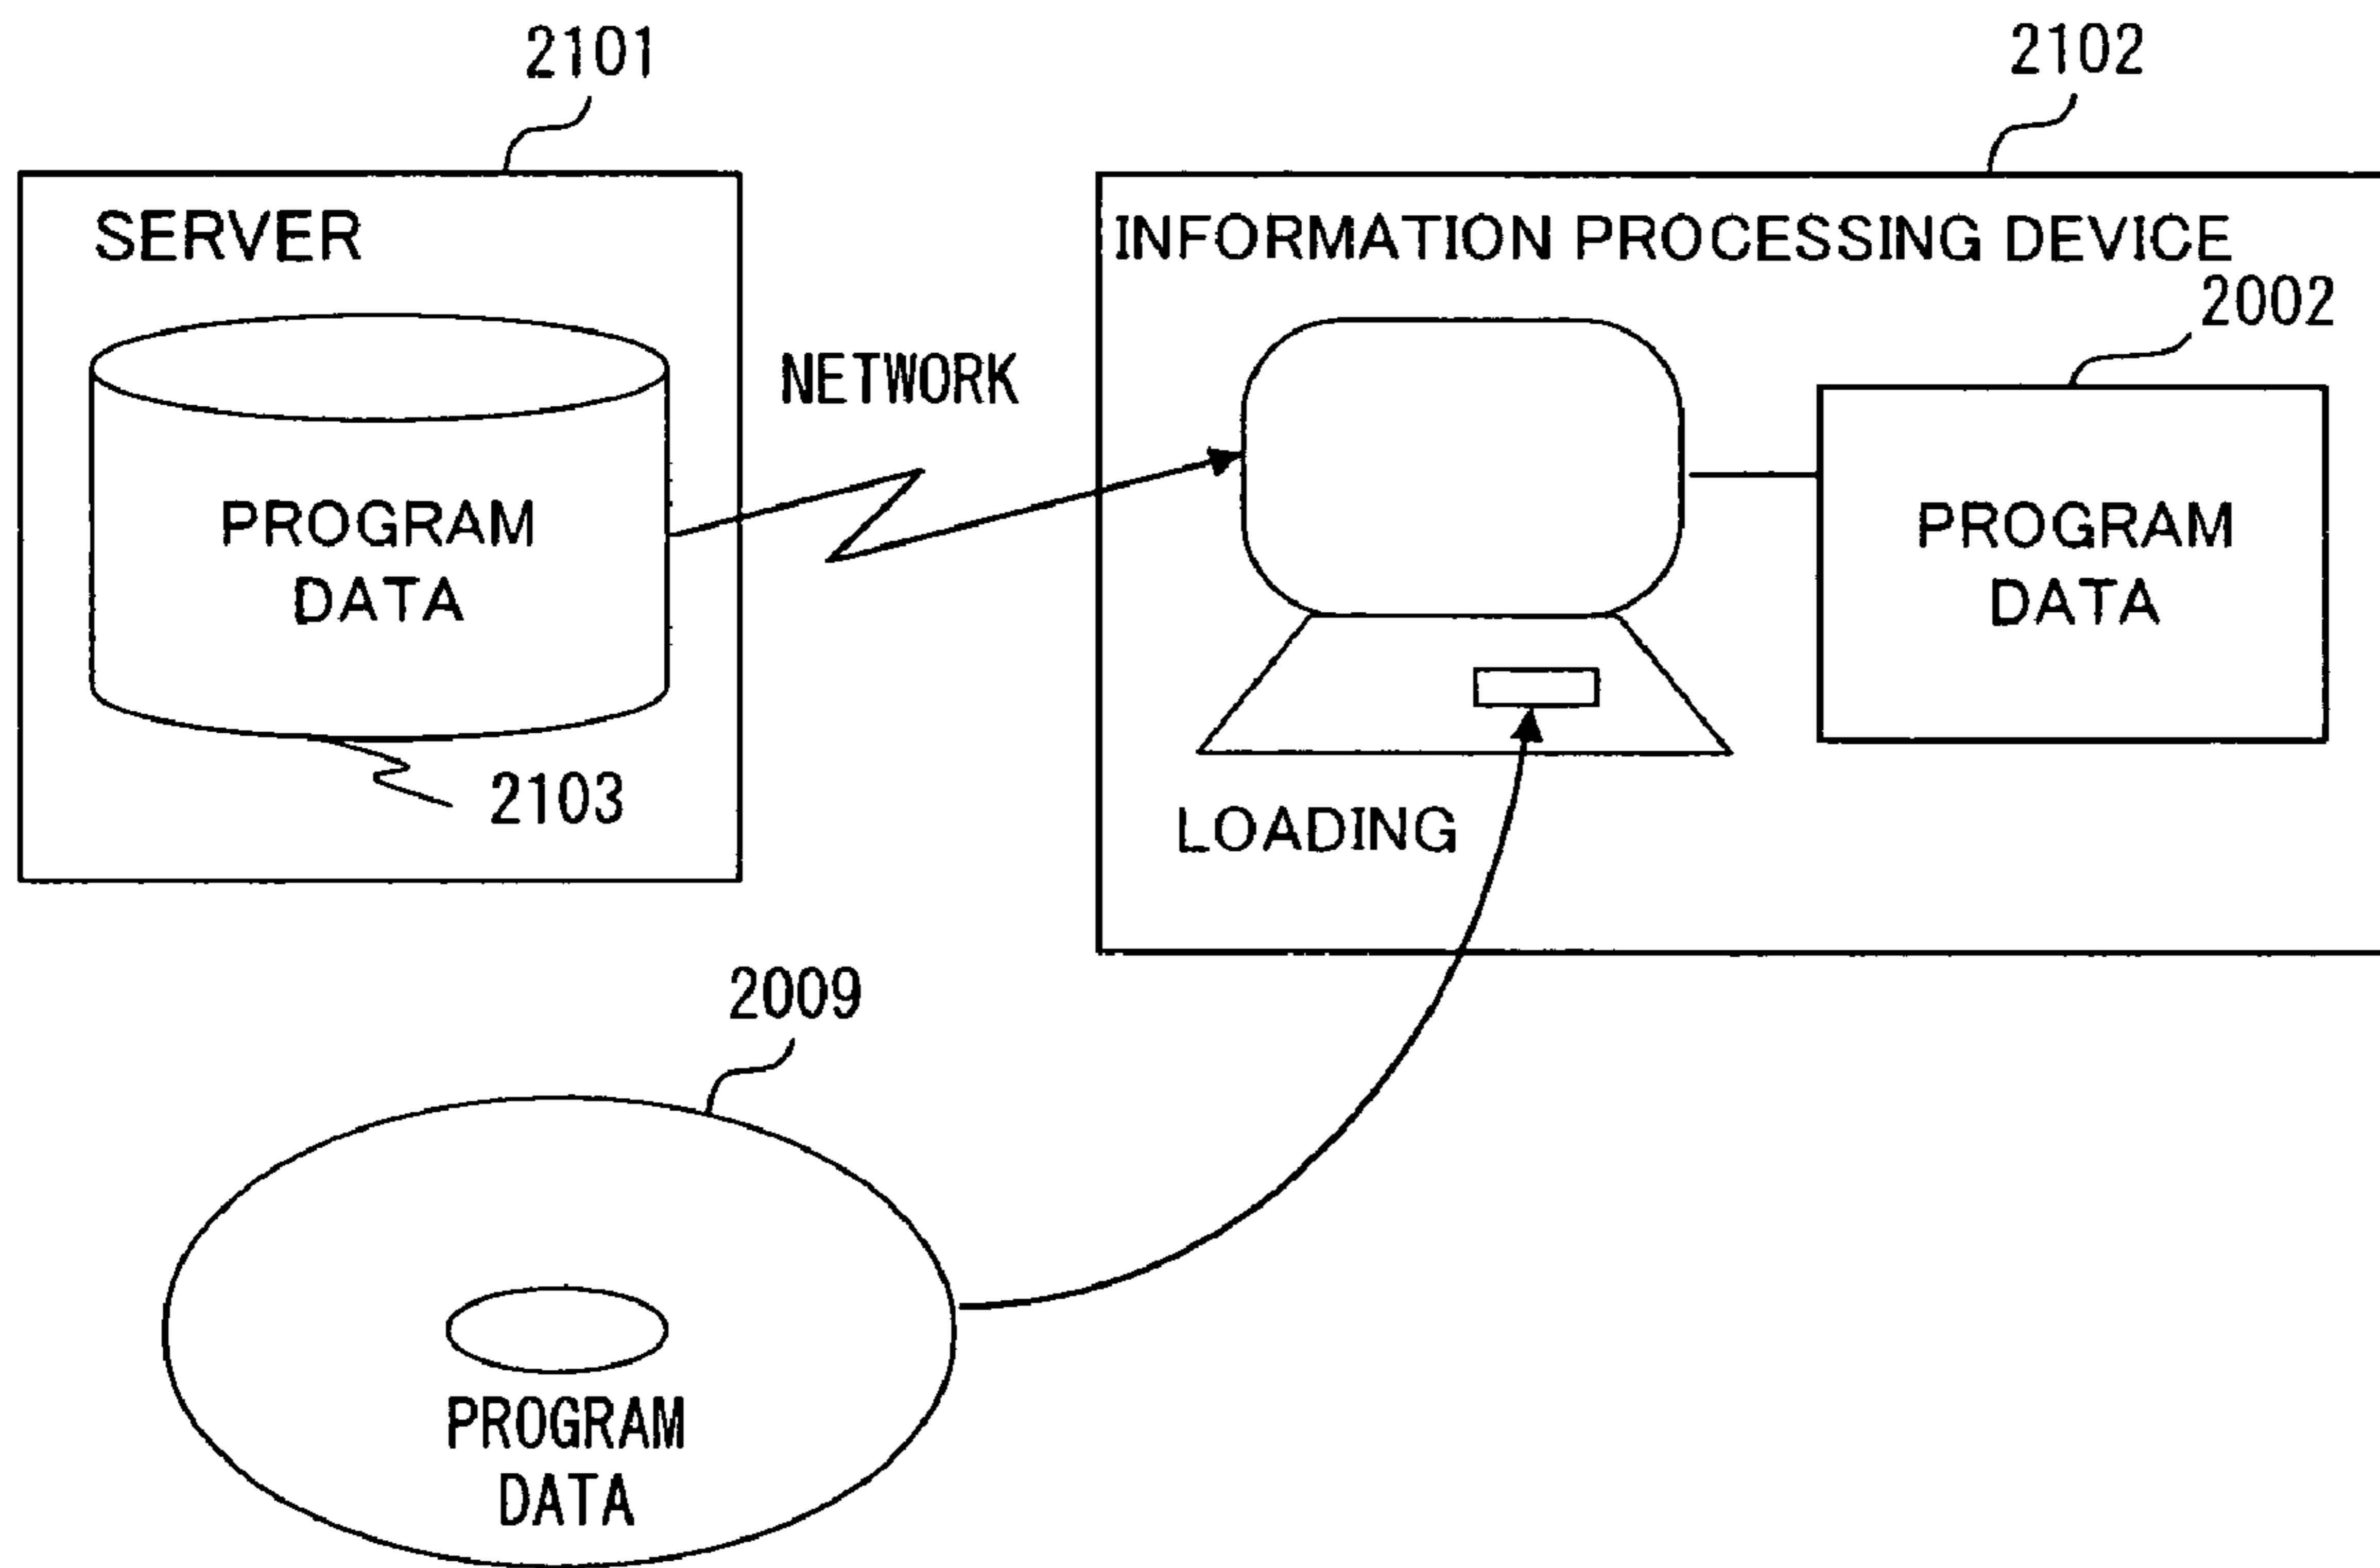 2101
2102
SERVER
INFORMATION PROCESSING DEVICE
2002
NETWORK
PROGRAM
DATA
PROGRAM
DATA
2103
LOADING
2009
PROGRAM
DATA